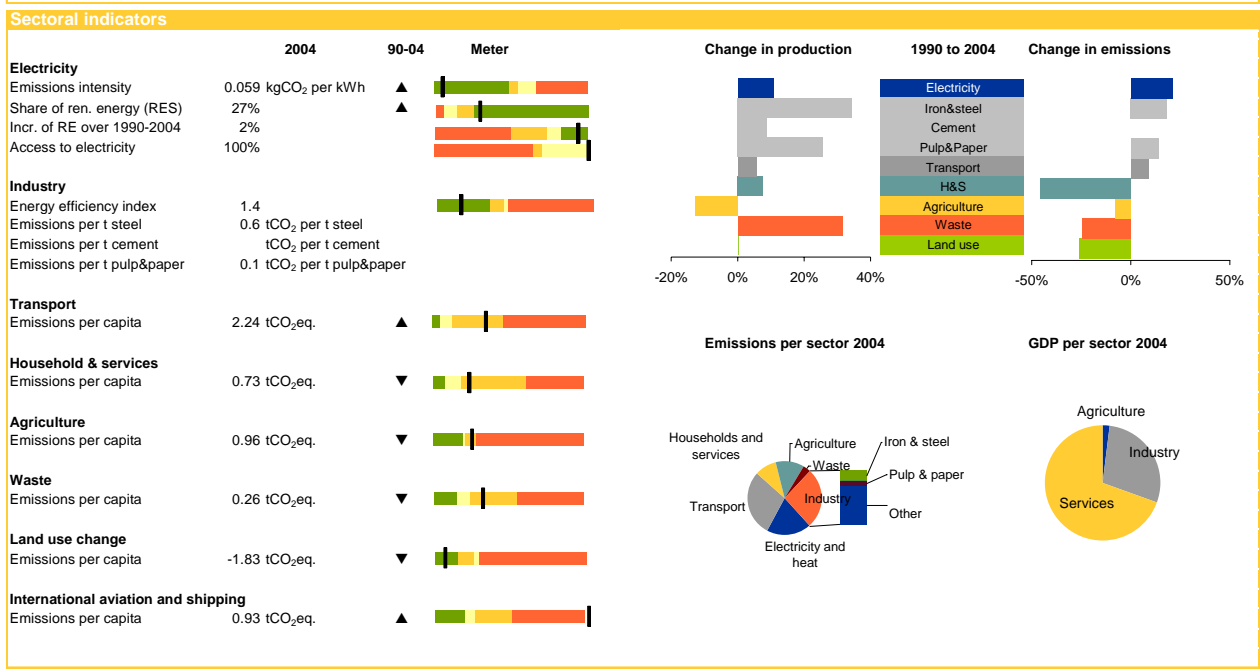 Sectoral indicators
2004 90-04 Meter
Electricity
Emissions intensity 0.059 kgCO₂ per kWh ▲
Share of ren. energy (RES) 27% ▲
Incr. of RE over 1990-2004 2%
Access to electricity 100%
Industry
Energy efficiency index 1.4
Emissions per t steel 0.6 tCO₂ per t steel
Emissions per t cement tCO₂ per t cement
Emissions per t pulp&paper 0.1 tCO₂ per t pulp&paper
Transport
Emissions per capita 2.24 tCO₂eq. ▲
Household & services
Emissions per capita 0.73 tCO₂eq. ▼
Agriculture
Emissions per capita 0.96 tCO₂eq. ▼
Waste
Emissions per capita 0.26 tCO₂eq. ▼
Land use change
Emissions per capita -1.83 tCO₂eq. ▼
International aviation and shipping
Emissions per capita 0.93 tCO₂eq. ▲
Change in production 1990 to 2004 Change in emissions
Electricity
Iron&steel
Cement
Pulp&Paper
Transport
H&S
Agriculture
Waste
Land use
-20% 0% 20% 40%
-50% 0% 50%
Emissions per sector 2004
Households and
services
Agriculture
Waste
Iron & steel
Pulp & paper
Industry
Other
Transport
Electricity and
heat
GDP per sector 2004
Agriculture
Industry
Services